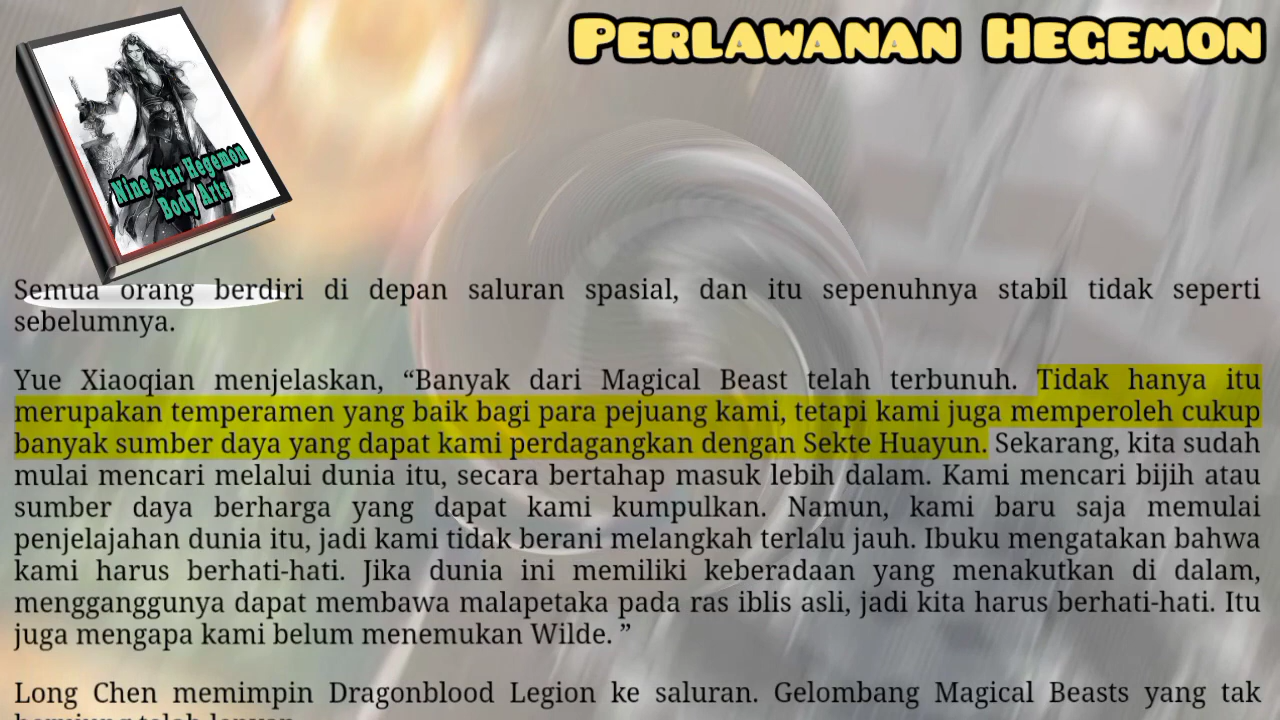 PERLAWANAN HEGEMON
Nine Star Hegemon
Body Arts
Semua orang berdiri di depan saluran spasial, dan itu sepenuhnya stabil tidak seperti
sebelumnya.
Yue Xiaoqian menjelaskan, “Banyak dari Magical Beast telah terbunuh. Tidak hanya itu
merupakan temperamen yang baik bagi para pejuang kami, tetapi kami juga memperoleh cukup
banyak sumber daya yang dapat kami perdagangkan dengan Sekte Huayun. Sekarang, kita sudah
mulai mencari melalui dunia itu, secara bertahap masuk lebih dalam. Kami mencari bijih atau
sumber daya berharga yang dapat kami kumpulkan. Namun, kami baru saja memulai
penjelajahan dunia itu, jadi kami tidak berani melangkah terlalu jauh. Ibuku mengatakan bahwa
kami harus berhati-hati. Jika dunia ini memiliki keberadaan yang menakutkan di dalam,
mengganggunya dapat membawa malapetaka pada ras iblis asli, jadi kita harus berhati-hati. Itu
juga mengapa kami belum menemukan Wilde. ”
Long Chen memimpin Dragonblood Legion ke saluran. Gelombang Magical Beasts yang tak